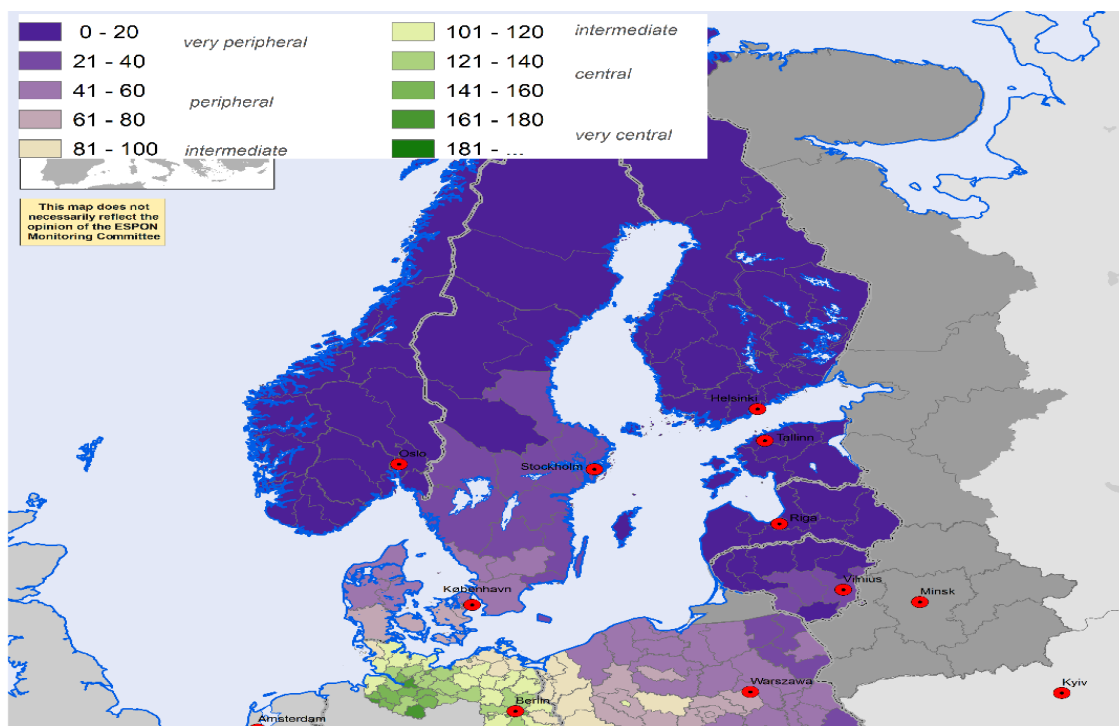 0 - 20
very peripheral
21 - 40
41 - 60
peripheral
61 - 80
81 - 100
intermediate
101 - 120
intermediate
121 - 140
central
141 - 160
161 - 180
very central
181 - ...
This map does not
necessarily reflect the
opinion of the ESPON
Monitoring Committee
Helsinki
Tallinn
Oslo
Stockholm
Riga
København
Vilnius
Minsk
Warszawa
Kyiv
Berlin
Amsterdam